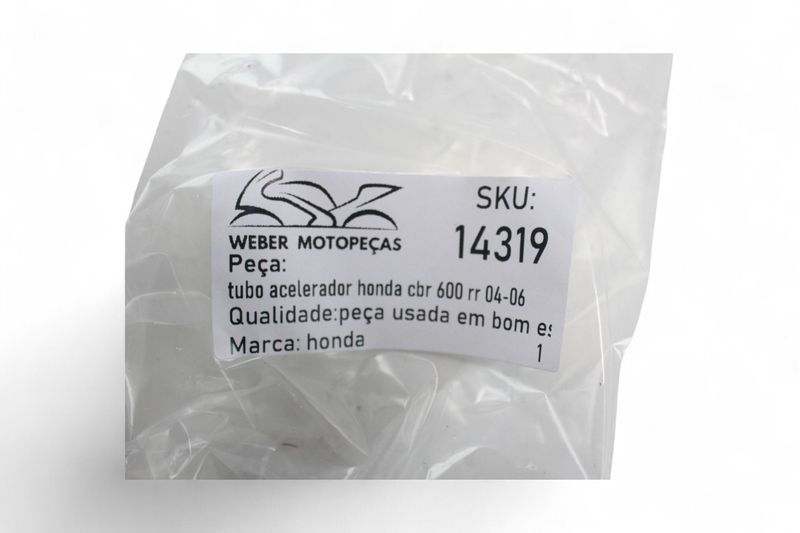 WEBER MOTOPEÇAS
SKU:
14319
Peça:
tubo acelerador honda cbr 600 rr 04-06
Qualidade:peça usada em bom es
Marca: honda
1